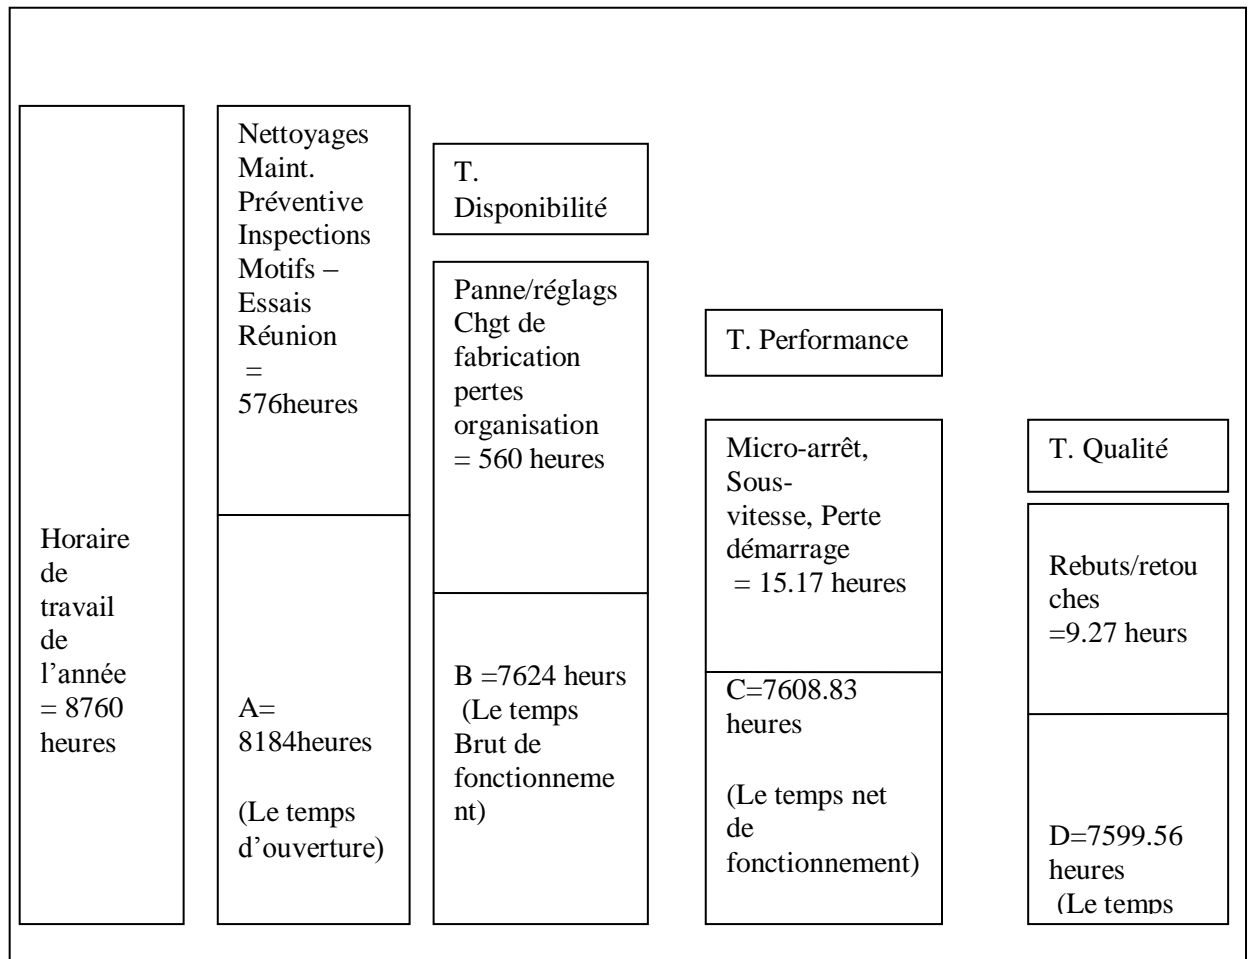 Horaire
de
travail
de
l’année
= 8760
heures
Nettoyages
Maint.
Préventive
Inspections
Motifs –
Essais
Réunion
=
576heures
A=
8184heures
(Le temps
d’ouverture)
T.
Disponibilité
Panne/réglags
Chgt de
fabrication
pertes
organisation
= 560 heures
B =7624 heurs
(Le temps
Brut de
fonctionneme
nt)
T. Performance
Micro-arrêt,
Sous-
vitesse, Perte
démarrage
= 15.17 heures
C=7608.83
heures
(Le temps net
de
fonctionnement)
T. Qualité
Rebuts/retou
ches
=9.27 heurs
D=7599.56
heures
(Le temps